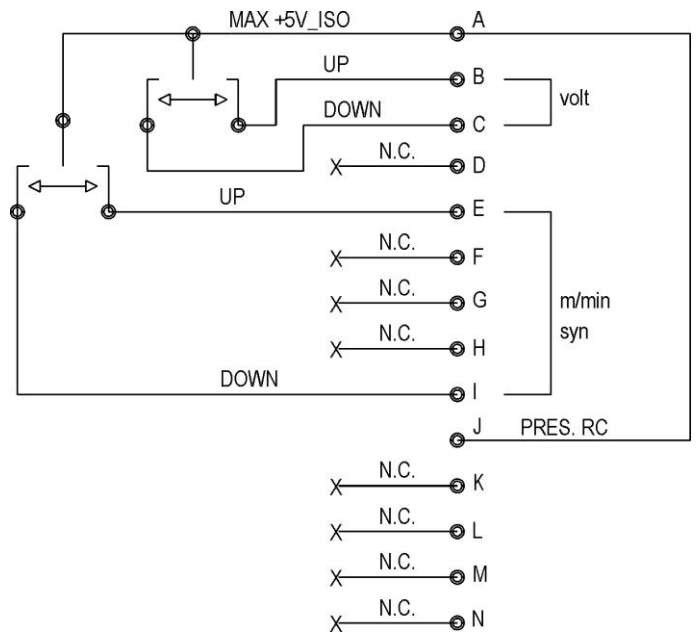 MAX +5V_ISO A
UP B
volt
DOWN C
N.C. D
X
UP E
N.C. F
X
N.C. G
X
m/min
syn
N.C. H
X
DOWN I
J PRES. RC
N.C. K
X
N.C. L
X
N.C. M
X
N.C. N
X